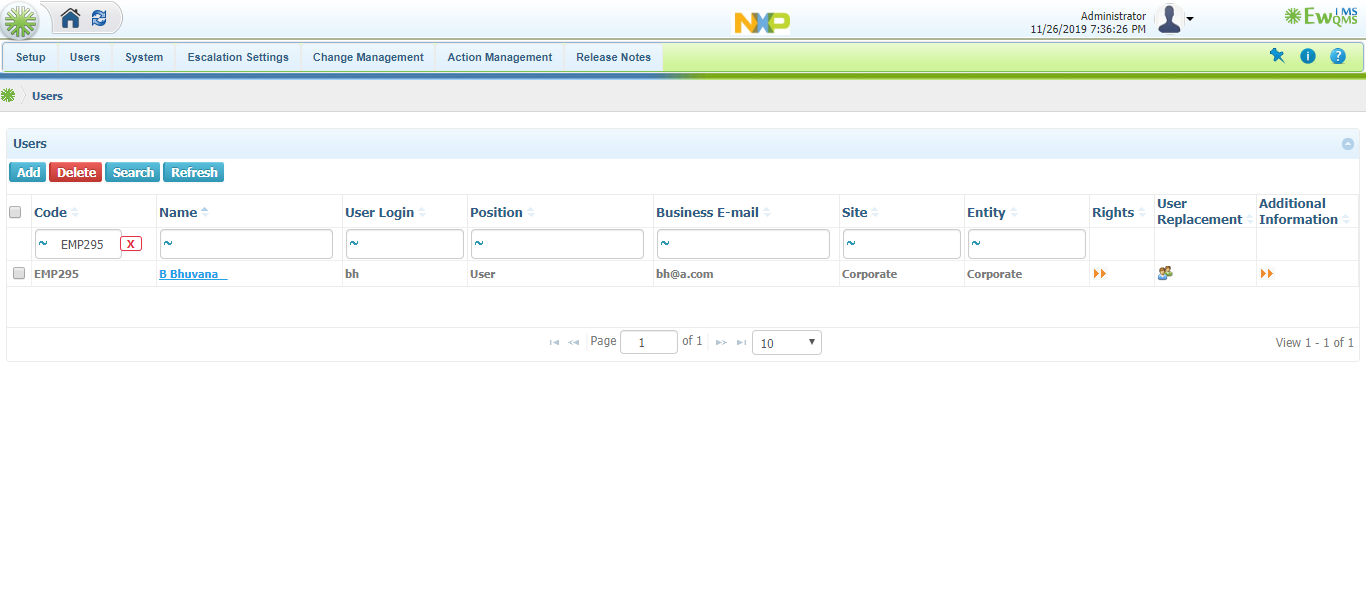 NXP
Administrator
11/26/2019 7:36:26 PM
EwQMS iMS
Setup Users System Escalation Settings Change Management Action Management Release Notes
Users
Users
Add Delete Search Refresh
Code Name User Login Position Business E-mail Site Entity Rights User Replacement Additional Information
~ EMP295 X ~ ~ ~ ~ ~ ~
EMP295 B Bhuvana bh User bh@a.com Corporate Corporate
Page 1 of 1 10 View 1 - 1 of 1